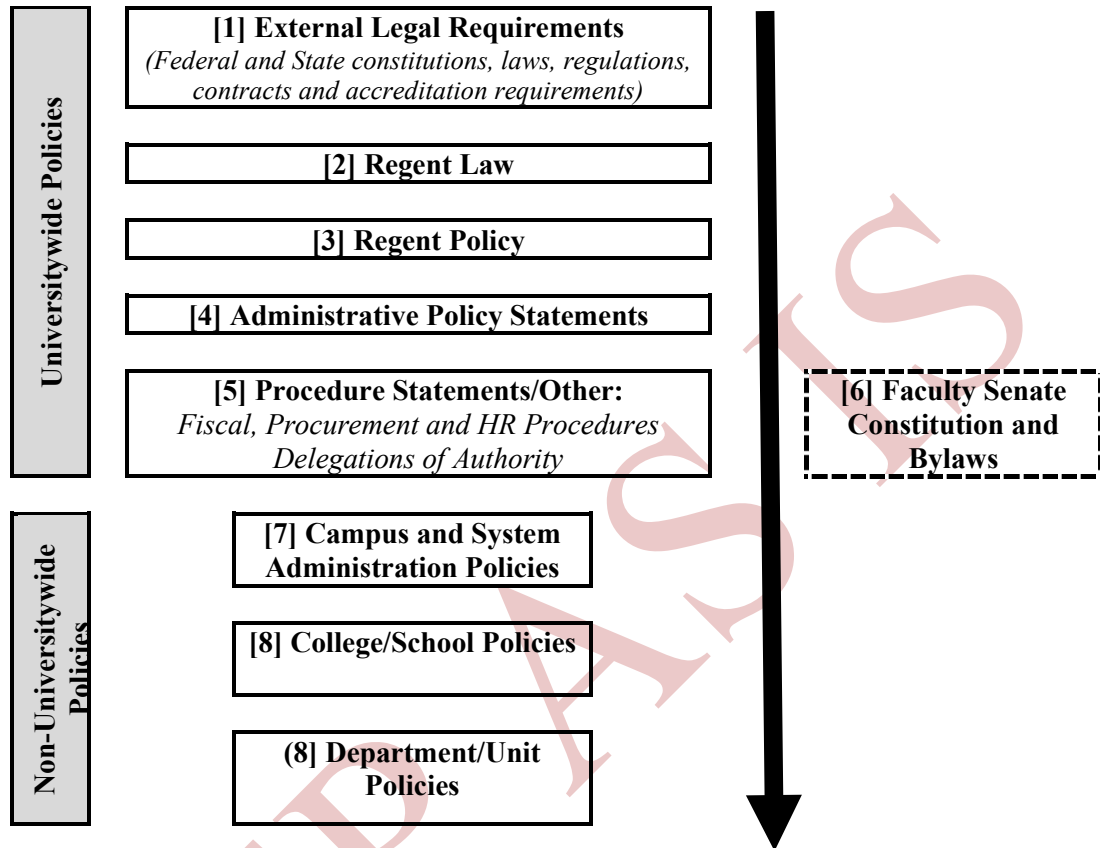 Universitywide Policies
[1] External Legal Requirements
(Federal and State constitutions, laws, regulations,
contracts and accreditation requirements)
[2] Regent Law
[3] Regent Policy
[4] Administrative Policy Statements
[5] Procedure Statements/Other:
Fiscal, Procurement and HR Procedures
Delegations of Authority
[6] Faculty Senate
Constitution and
Bylaws
Non-Universitywide
Policies
[7] Campus and System
Administration Policies
[8] College/School Policies
(8] Department/Unit
Policies
D AS IS